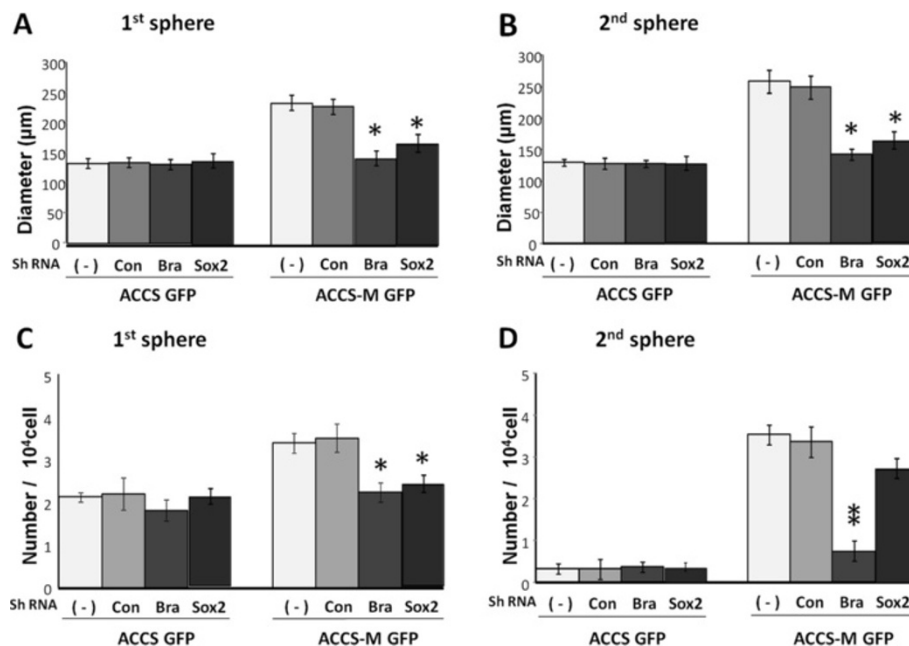 A 1st sphere
Diameter (μm)
300
250
200
150
100
50
0
Sh RNA (-) Con Bra Sox2 (-) Con Bra Sox2
* *
ACCS GFP ACCS-M GFP
B 2nd sphere
Diameter (μm)
300
250
200
150
100
50
0
Sh RNA (-) Con Bra Sox2 (-) Con Bra Sox2
* *
ACCS GFP ACCS-M GFP
C 1st sphere
Number / 10⁴cell
5
4
3
2
1
0
Sh RNA (-) Con Bra Sox2 (-) Con Bra Sox2
* *
ACCS GFP ACCS-M GFP
D 2nd sphere
Number / 10⁴cell
5
4
3
2
1
0
Sh RNA (-) Con Bra Sox2 (-) Con Bra Sox2
**
ACCS GFP ACCS-M GFP